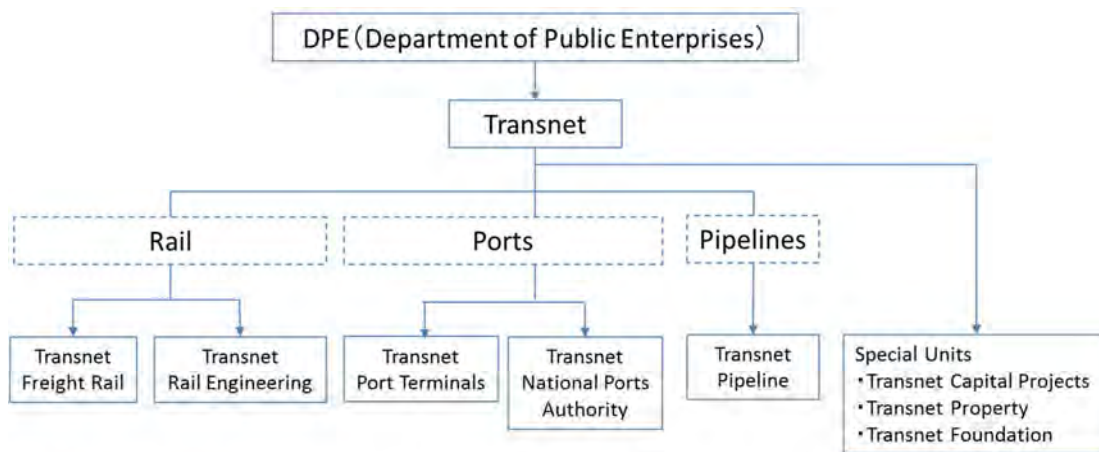 DPE（Department of Public Enterprises）
Transnet
Rail
Ports
Pipelines
Transnet
Freight Rail
Transnet
Rail Engineering
Transnet
Port Terminals
Transnet
National Ports
Authority
Transnet
Pipeline
Special Units
・Transnet Capital Projects
・Transnet Property
・Transnet Foundation